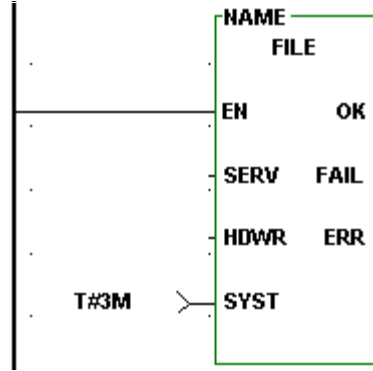 NAME
FILE
EN OK
SERV FAIL
HDWR ERR
T#3M SYST